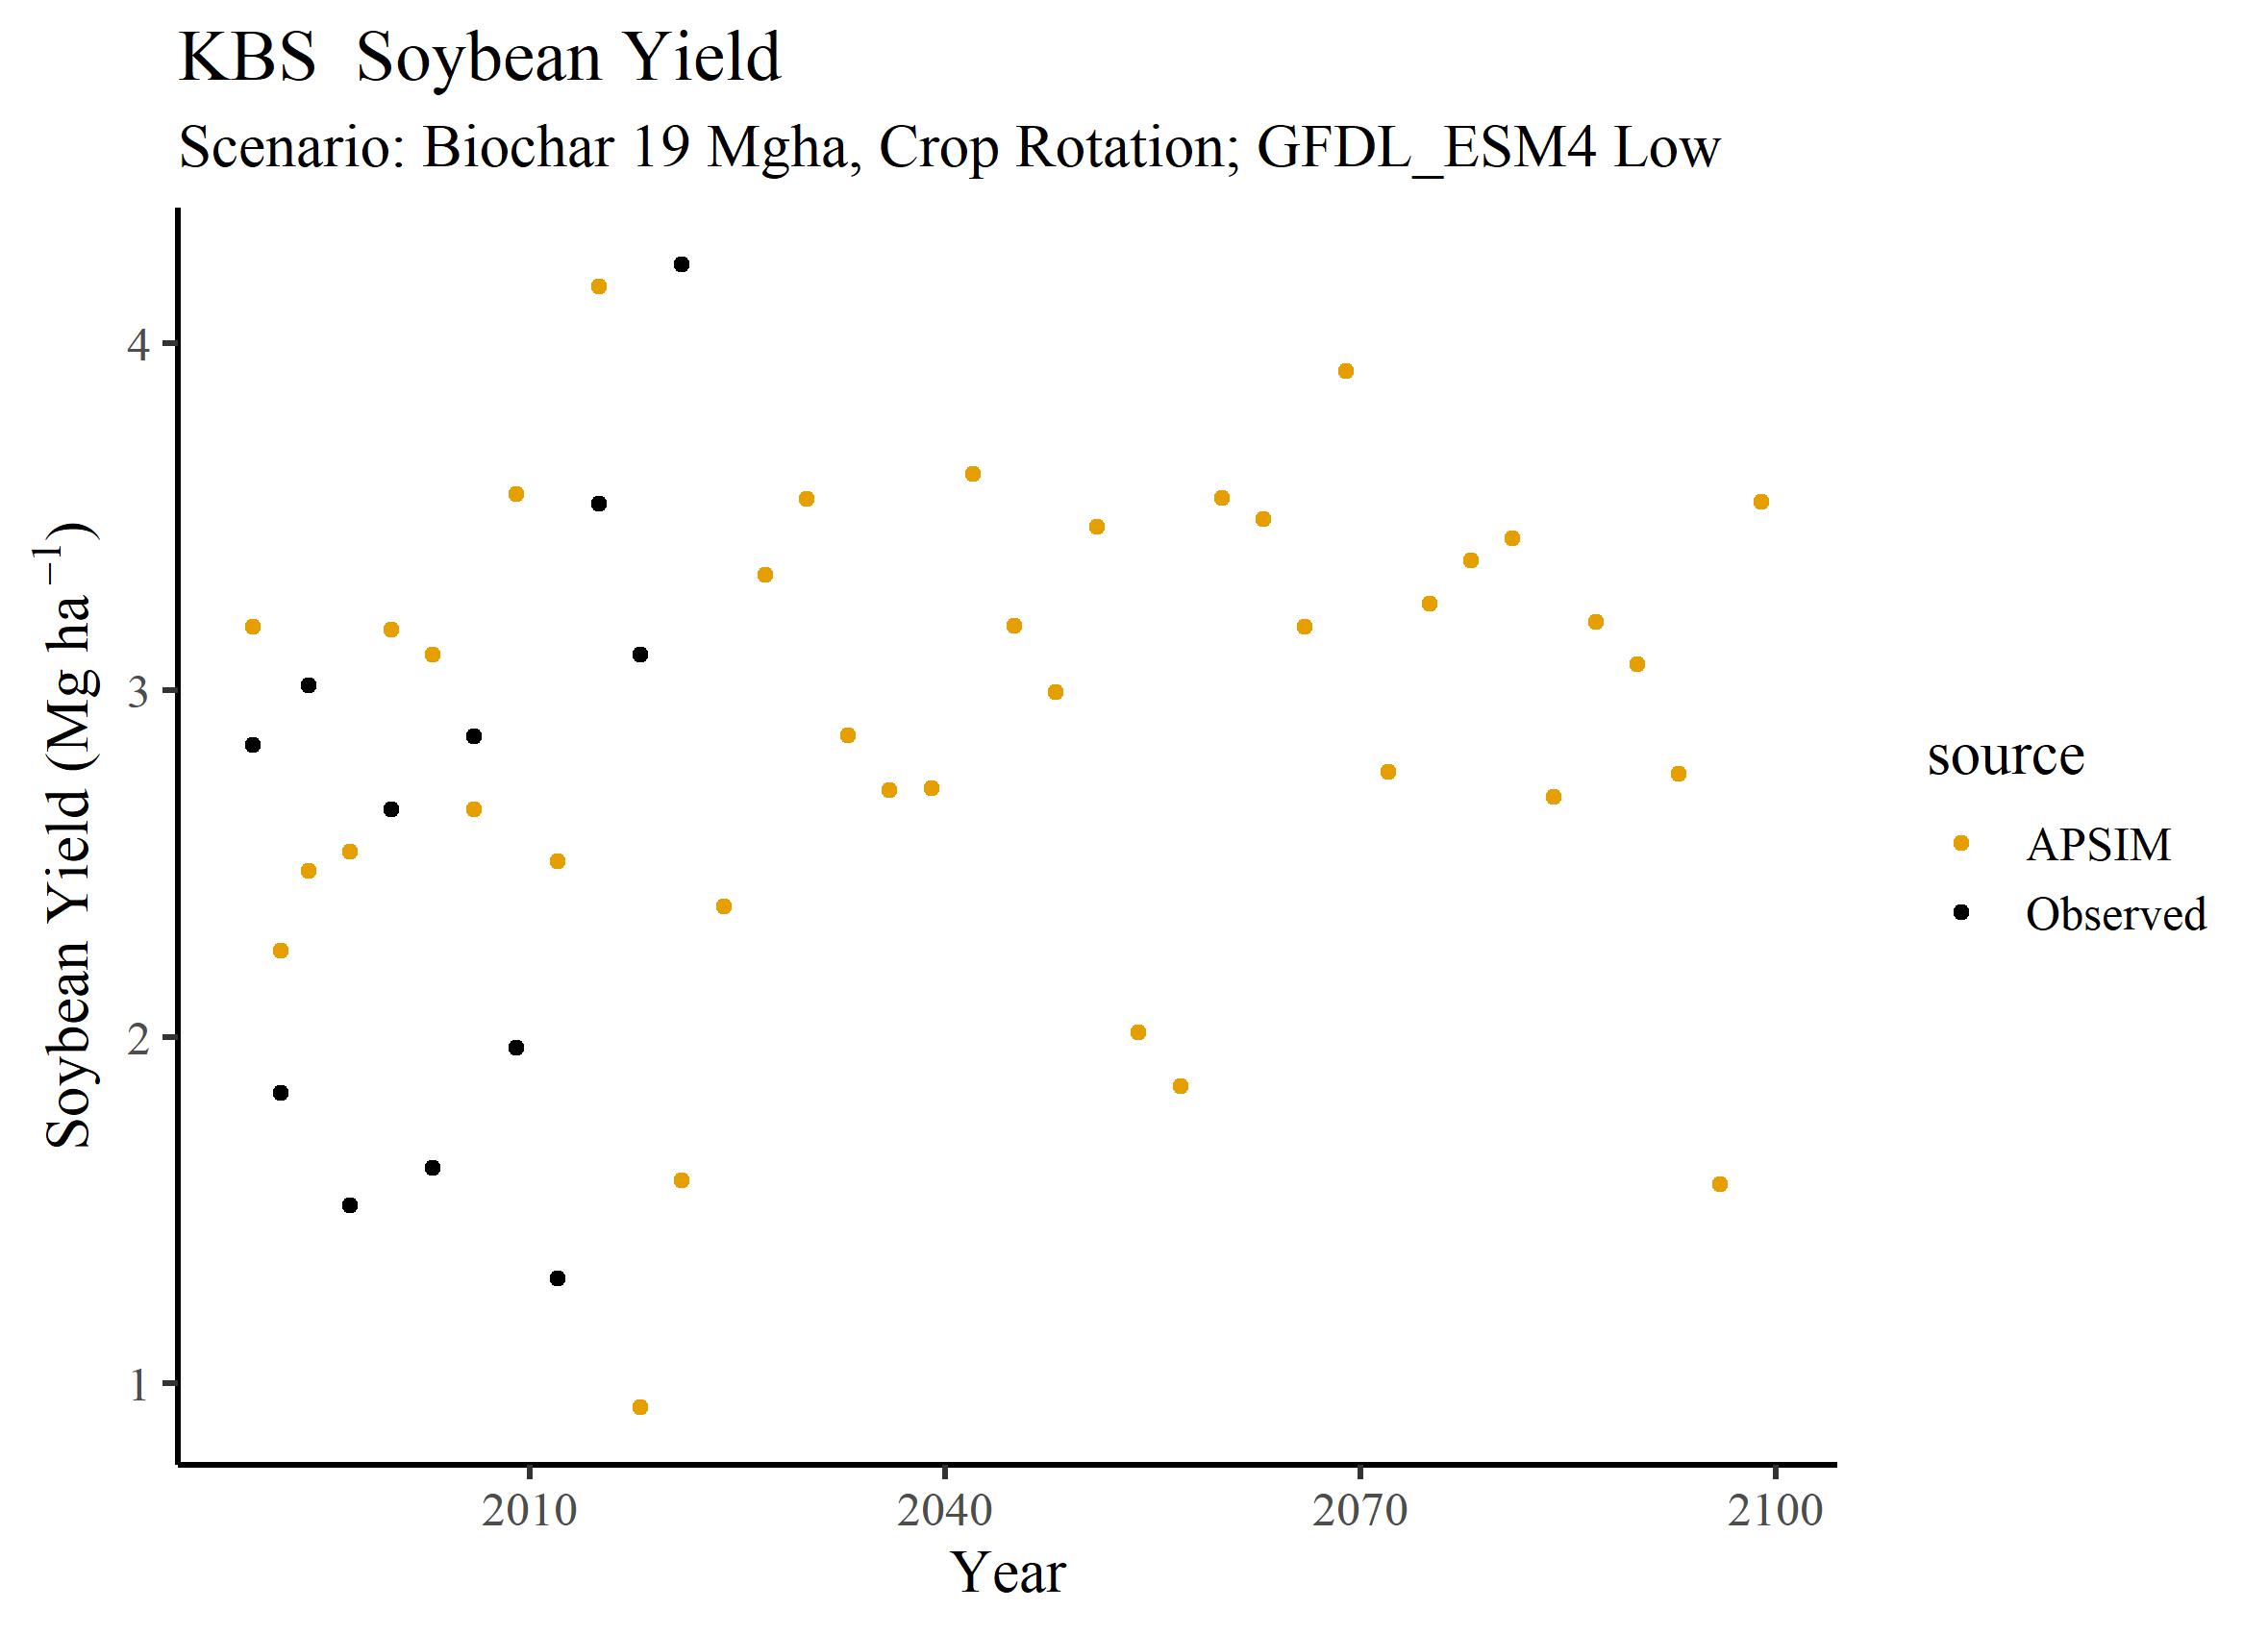 KBS  Soybean Yield
Scenario: Biochar 19 Mgha, Crop Rotation; GFDL_ESM4 Low
Soybean Yield (Mg ha⁻¹)
4
3
2
1
2010 2040 2070 2100
Year
source
APSIM
Observed